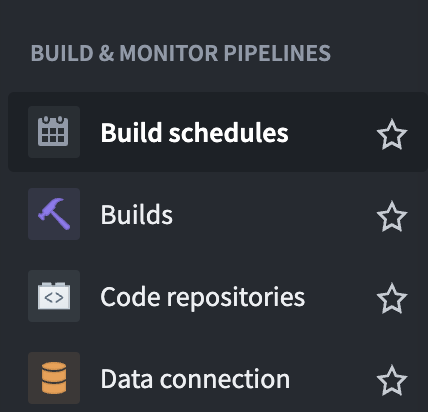 BUILD & MONITOR PIPELINES
Build schedules
Builds
<> Code repositories
Data connection